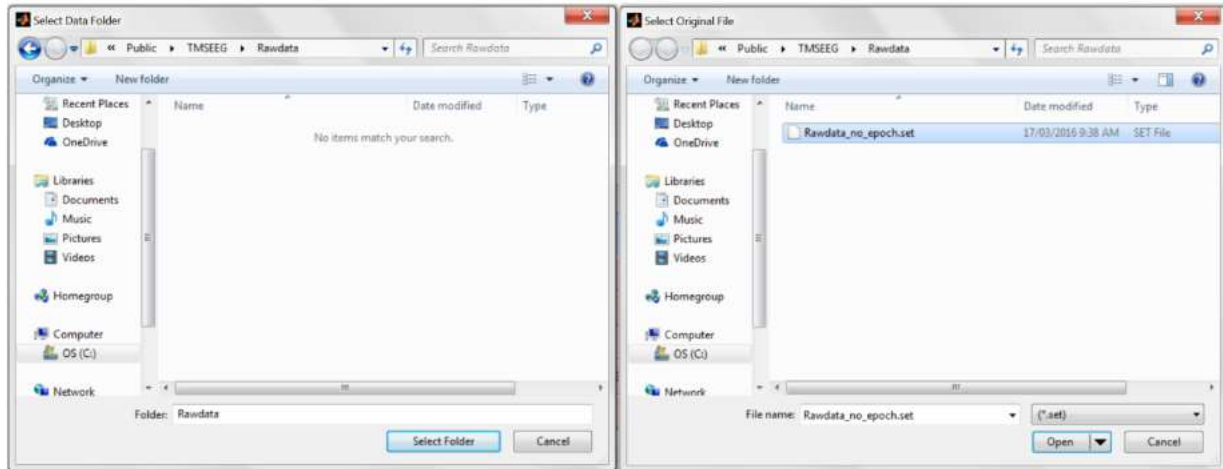 Select Data Folder
« Public ▸ TMSEEG ▸ Rawdata
Search Rawdata
Organize ▾ New folder
Name Date modified Type
No items match your search.
Recent Places
Desktop
OneDrive
Libraries
Documents
Music
Pictures
Videos
Homegroup
Computer
OS (C:)
Network
Folder: Rawdata
Select Folder Cancel
Select Original File
« Public ▸ TMSEEG ▸ Rawdata
Search Rawdata
Organize ▾ New folder
Name Date modified Type
Rawdata_no_epoch.set 17/03/2016 9:38 AM SET File
Recent Places
Desktop
OneDrive
Libraries
Documents
Music
Pictures
Videos
Homegroup
Computer
OS (C:)
Network
File name: Rawdata_no_epoch.set (*.set)
Open Cancel